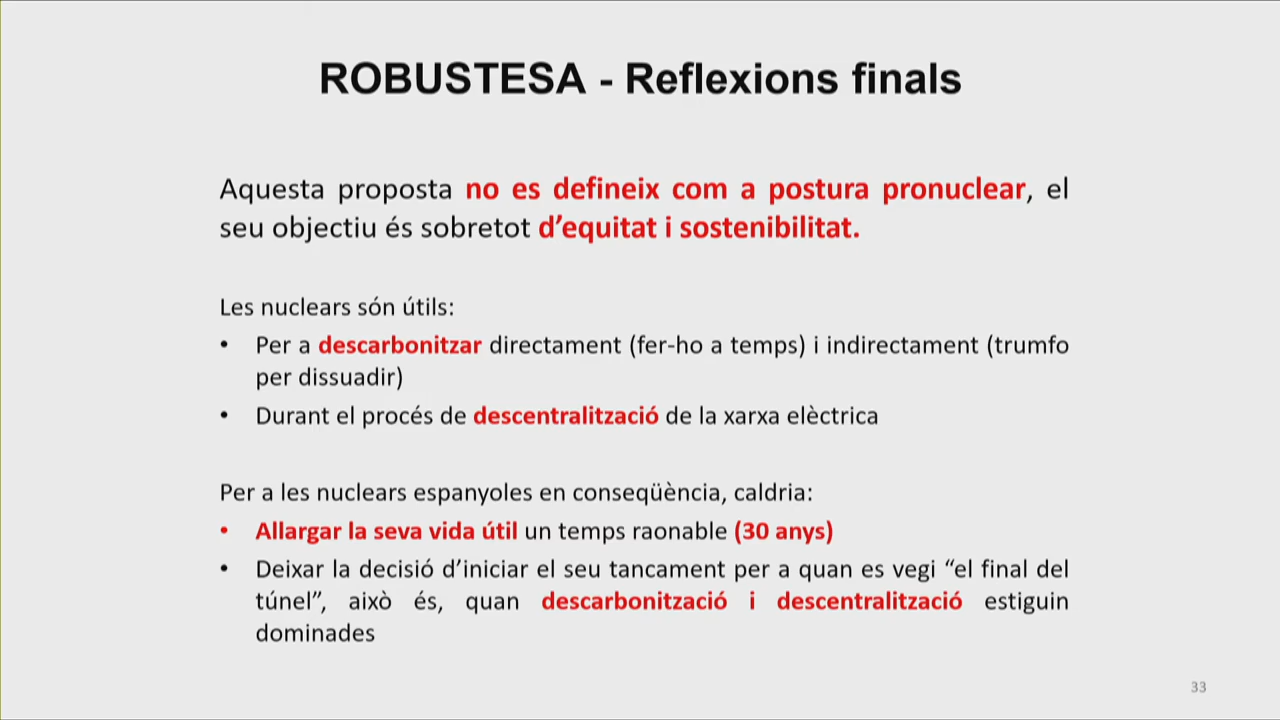 ROBUSTESA - Reflexions finals
Aquesta proposta no es defineix com a postura pronuclear, el
seu objectiu és sobretot d’equitat i sostenibilitat.
Les nuclears són útils:
• Per a descarbonitzar directament (fer-ho a temps) i indirectament (trumfo
per dissuadir)
• Durant el procés de descentralització de la xarxa elèctrica
Per a les nuclears espanyoles en conseqüència, caldria:
• Allargar la seva vida útil un temps raonable (30 anys)
• Deixar la decisió d’iniciar el seu tancament per a quan es vegi “el final del
túnel”, això és, quan descarbonització i descentralització estiguin
dominades
33